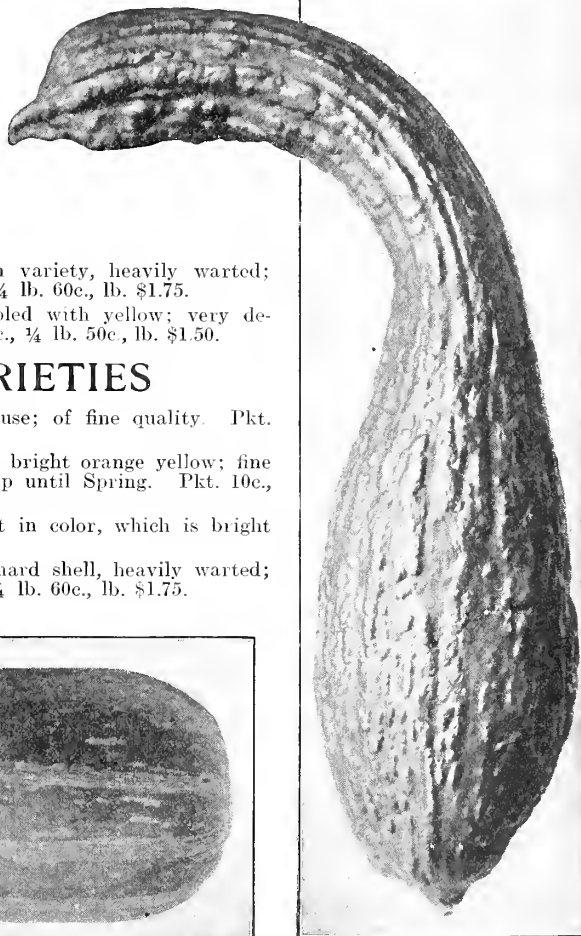 variety, heavily warted;
¼ lb. 60c., lb. $1.75.
with yellow; very de-
¼ lb. 50c., lb. $1.50.
RIETIES
use; of fine quality. Pkt.
bright orange yellow; fine
p until Spring. Pkt. 10c.,
t in color, which is bright
hard shell, heavily warted;
¼ lb. 60c., lb. $1.75.